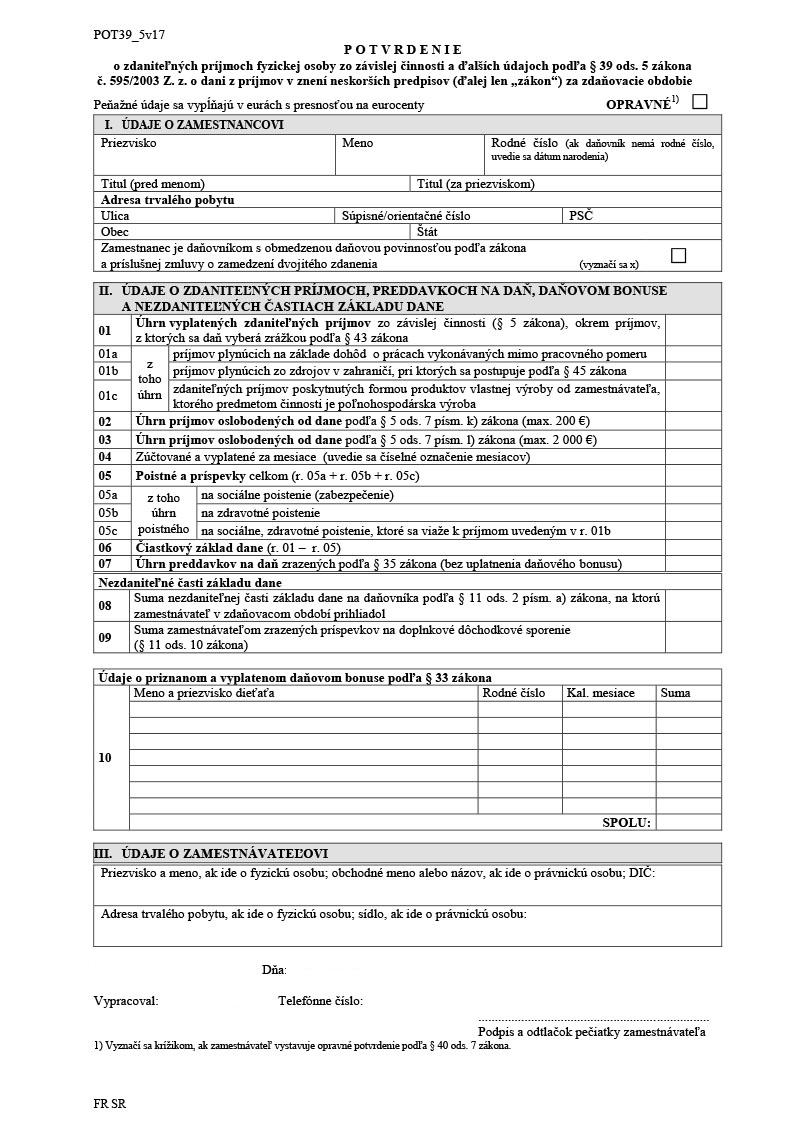 POT39_5v17
P O T V R D E N I E
o zdaniteľných príjmoch fyzickej osoby zo závislej činnosti a ďalších údajoch podľa § 39 ods. 5 zákona
č. 595/2003 Z. z. o dani z príjmov v znení neskorších predpisov (ďalej len „zákon“) za zdaňovacie obdobie
Peňažné údaje sa vypĺňajú v eurách s presnosťou na eurocenty OPRAVNÉ1)
I. ÚDAJE O ZAMESTNANCOVI
Priezvisko Meno Rodné číslo (ak daňovník nemá rodné číslo,
uvedie sa dátum narodenia)
Titul (pred menom) Titul (za priezviskom)
Adresa trvalého pobytu
Ulica Súpisné/orientačné číslo PSČ
Obec Štát
Zamestnanec je daňovníkom s obmedzenou daňovou povinnosťou podľa zákona
a príslušnej zmluvy o zamedzení dvojitého zdanenia (vyznačí sa x)
II. ÚDAJE O ZDANITEĽNÝCH PRÍJMOCH, PREDDAVKOCH NA DAŇ, DAŇOVOM BONUSE
A NEZDANITEĽNÝCH ČASTIACH ZÁKLADU DANE
01 Úhrn vyplatených zdaniteľných príjmov zo závislej činnosti (§ 5 zákona), okrem príjmov,
z ktorých sa daň vyberá zrážkou podľa § 43 zákona
01a z toho úhrn príjmov plynúcich na základe dohôd o prácach vykonávaných mimo pracovného pomeru
01b príjmov plynúcich zo zdrojov v zahraničí, pri ktorých sa postupuje podľa § 45 zákona
01c zdaniteľných príjmov poskytnutých formou produktov vlastnej výroby od zamestnávateľa,
ktorého predmetom činnosti je poľnohospodárska výroba
02 Úhrn príjmov oslobodených od dane podľa § 5 ods. 7 písm. k) zákona (max. 200 €)
03 Úhrn príjmov oslobodených od dane podľa § 5 ods. 7 písm. l) zákona (max. 2 000 €)
04 Zúčtované a vyplatené za mesiace (uvedie sa číselné označenie mesiacov)
05 Poistné a príspevky celkom (r. 05a + r. 05b + r. 05c)
05a z toho úhrn poistného na sociálne poistenie (zabezpečenie)
05b na zdravotné poistenie
05c na sociálne, zdravotné poistenie, ktoré sa viaže k príjmom uvedeným v r. 01b
06 Čiastkový základ dane (r. 01 – r. 05)
07 Úhrn preddavkov na daň zrazených podľa § 35 zákona (bez uplatnenia daňového bonusu)
Nezdaniteľné časti základu dane
08 Suma nezdaniteľnej časti základu dane na daňovníka podľa § 11 ods. 2 písm. a) zákona, na ktorú
zamestnávateľ v zdaňovacom období prihliadol
09 Suma zamestnávateľom zrazených príspevkov na doplnkové dôchodkové sporenie
(§ 11 ods. 10 zákona)
Údaje o priznanom a vyplatenom daňovom bonuse podľa § 33 zákona
Meno a priezvisko dieťaťa Rodné číslo Kal. mesiace Suma
10
SPOLU:
III. ÚDAJE O ZAMESTNÁVATEĽOVI
Priezvisko a meno, ak ide o fyzickú osobu; obchodné meno alebo názov, ak ide o právnickú osobu; DIČ:
Adresa trvalého pobytu, ak ide o fyzickú osobu; sídlo, ak ide o právnickú osobu:
Dňa:
Vypracoval: Telefónne číslo:
Podpis a odtlačok pečiatky zamestnávateľa
1) Vyznačí sa krížikom, ak zamestnávateľ vystavuje opravné potvrdenie podľa § 40 ods. 7 zákona.
FR SR